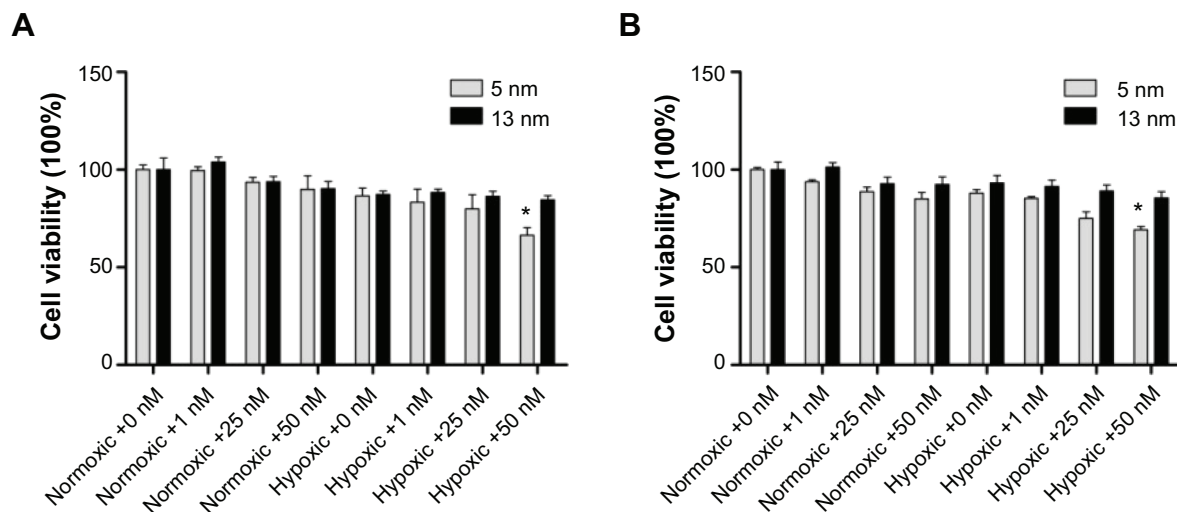 A
Cell viability (100%)
150
100
50
0
5 nm
13 nm
*
Normoxic +0 nM
Normoxic +1 nM
Normoxic +25 nM
Normoxic +50 nM
Hypoxic +0 nM
Hypoxic +1 nM
Hypoxic +25 nM
Hypoxic +50 nM
B
Cell viability (100%)
150
100
50
0
5 nm
13 nm
*
Normoxic +0 nM
Normoxic +1 nM
Normoxic +25 nM
Normoxic +50 nM
Hypoxic +0 nM
Hypoxic +1 nM
Hypoxic +25 nM
Hypoxic +50 nM